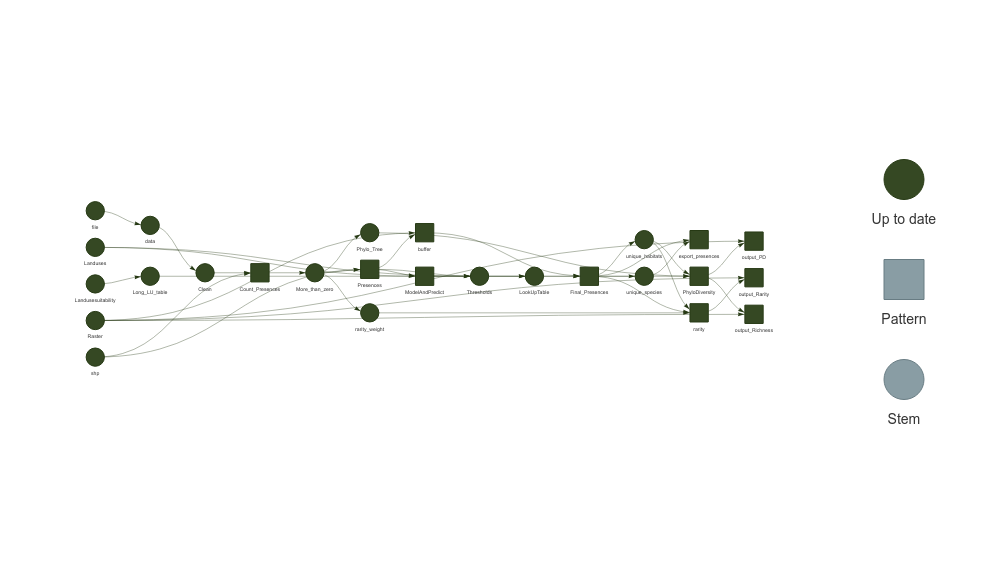 file
Landuses
Landusesuitability
Raster
shp
data
Long_LU_table
Clean
Count_Presences
More_than_zero
Phylo_Tree
Presences
rarity_weight
buffer
ModelAndPredict
Thresholds
LookUpTable
Final_Presences
unique_habitats
unique_species
export_presences
PhyloDiversity
rarity
output_PD
output_Rarity
output_Richness
Up to date
Pattern
Stem